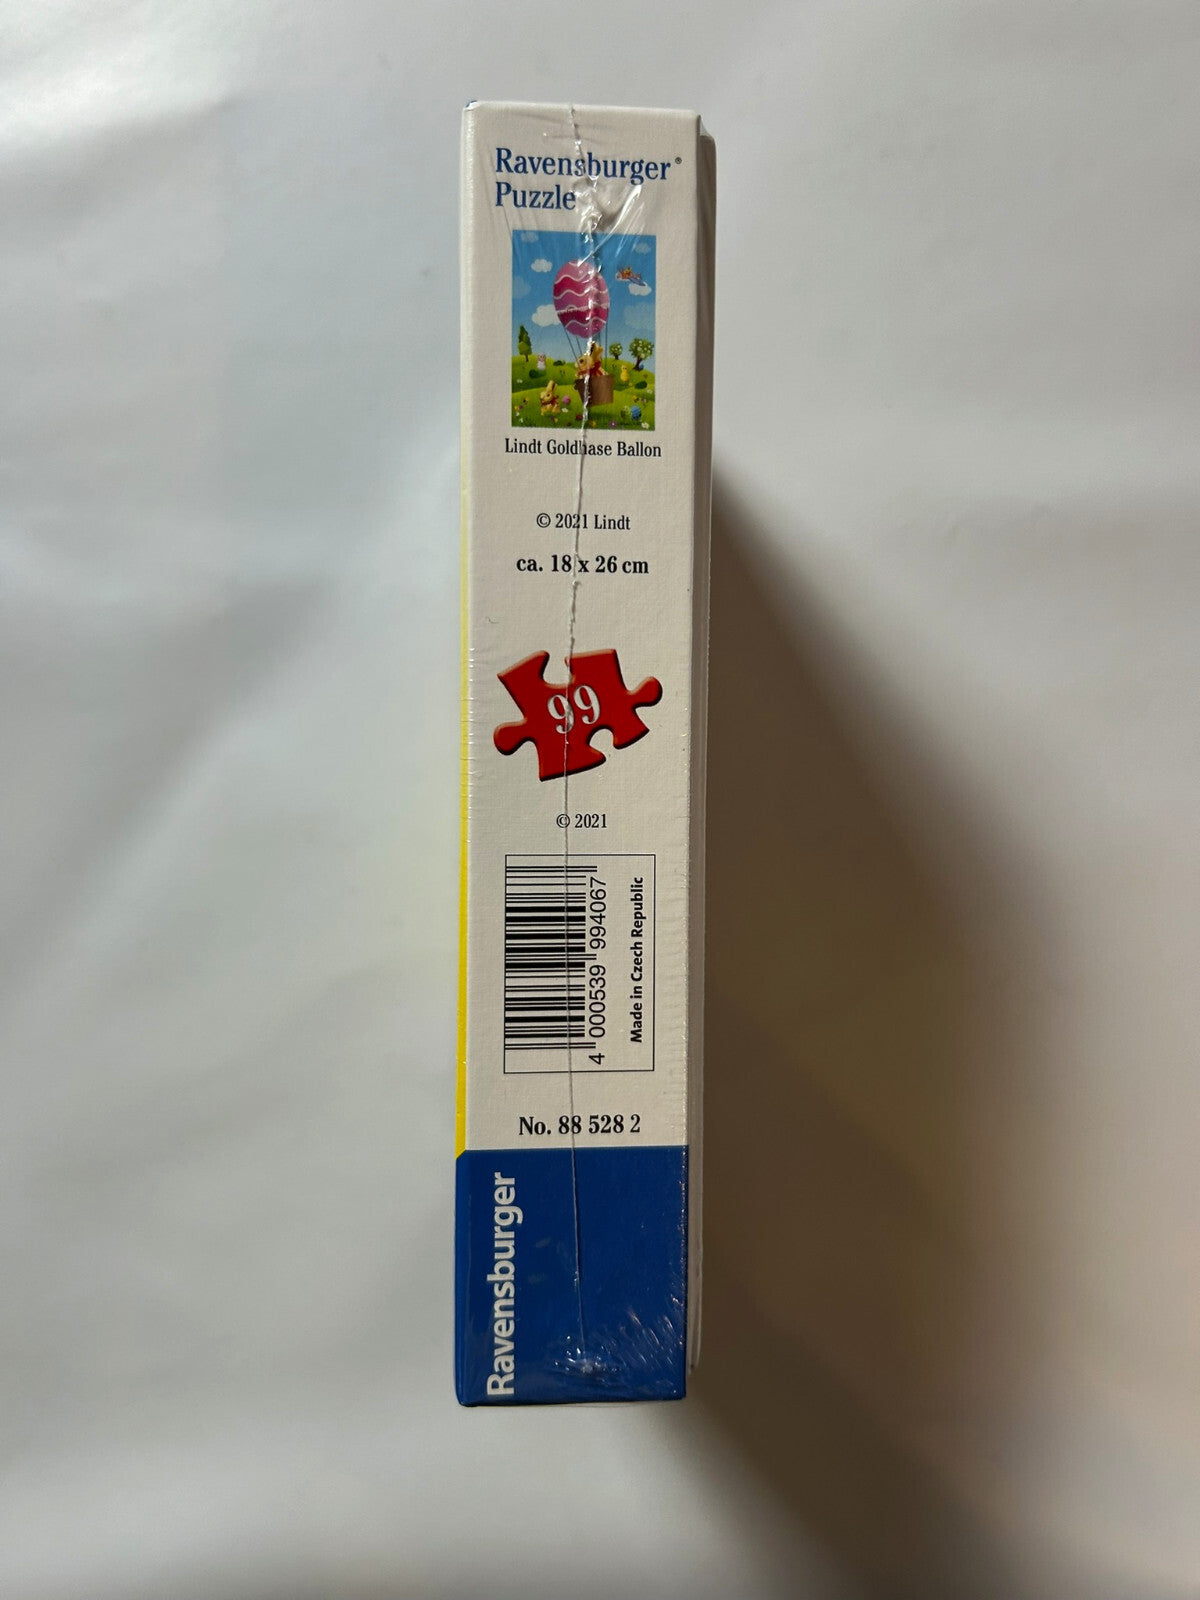 Ravensburger®
Puzzle
Lindt Goldhase Ballon
© 2021 Lindt
ca. 18 x 26 cm
99
© 2021
4 000539 994067
Made in Czech Republic
No. 88 528 2
Ravensburger